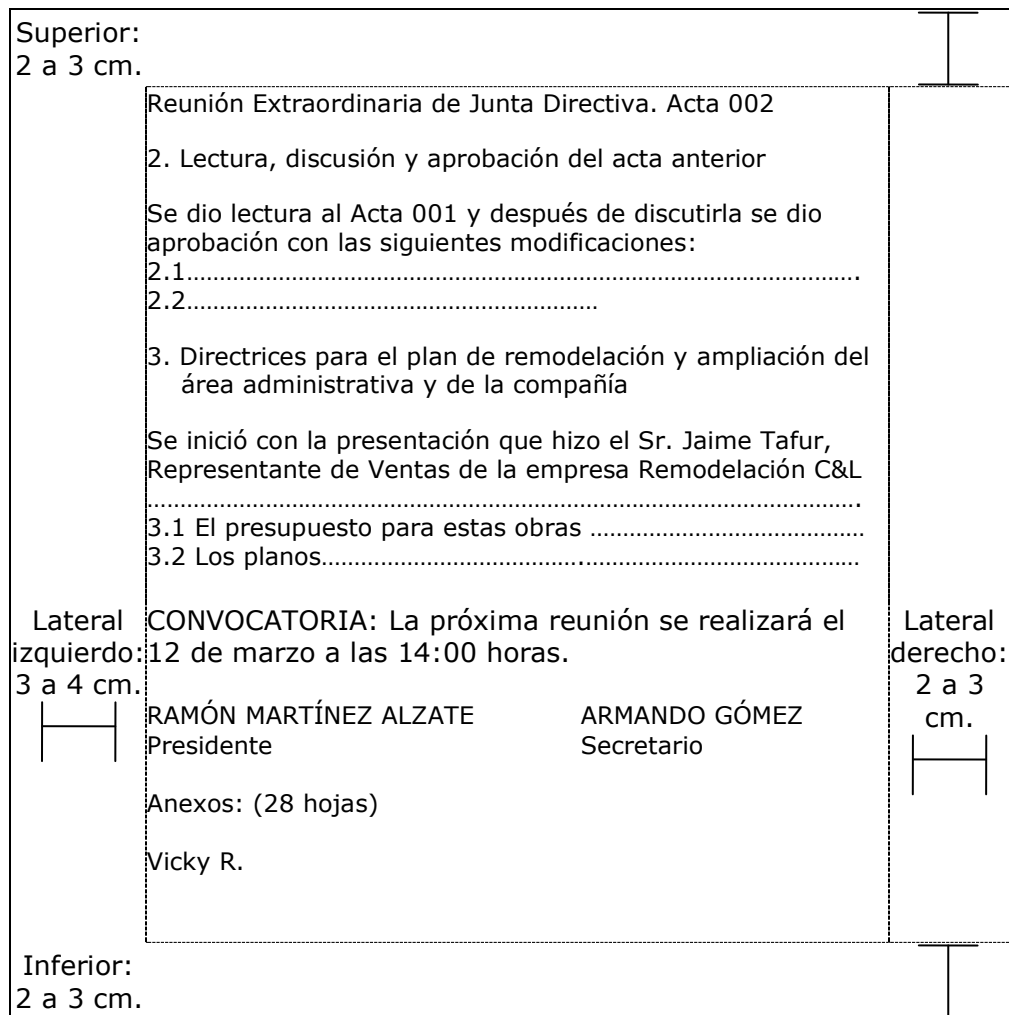 Superior:
2 a 3 cm.
Reunión Extraordinaria de Junta Directiva. Acta 002
2. Lectura, discusión y aprobación del acta anterior
Se dio lectura al Acta 001 y después de discutirla se dio
aprobación con las siguientes modificaciones:
2.1……………………………………………………………………………………….
2.2……………………………………………………
3. Directrices para el plan de remodelación y ampliación del
área administrativa y de la compañía
Se inició con la presentación que hizo el Sr. Jaime Tafur,
Representante de Ventas de la empresa Remodelación C&L
…………………………………………………………………………………………….
3.1 El presupuesto para estas obras ……………………………………
3.2 Los planos………………………………….……………………………………
Lateral
izquierdo:
3 a 4 cm.
CONVOCATORIA: La próxima reunión se realizará el
12 de marzo a las 14:00 horas.
Lateral
derecho:
2 a 3
cm.
RAMÓN MARTÍNEZ ALZATE ARMANDO GÓMEZ
Presidente Secretario
Anexos: (28 hojas)
Vicky R.
Inferior:
2 a 3 cm.